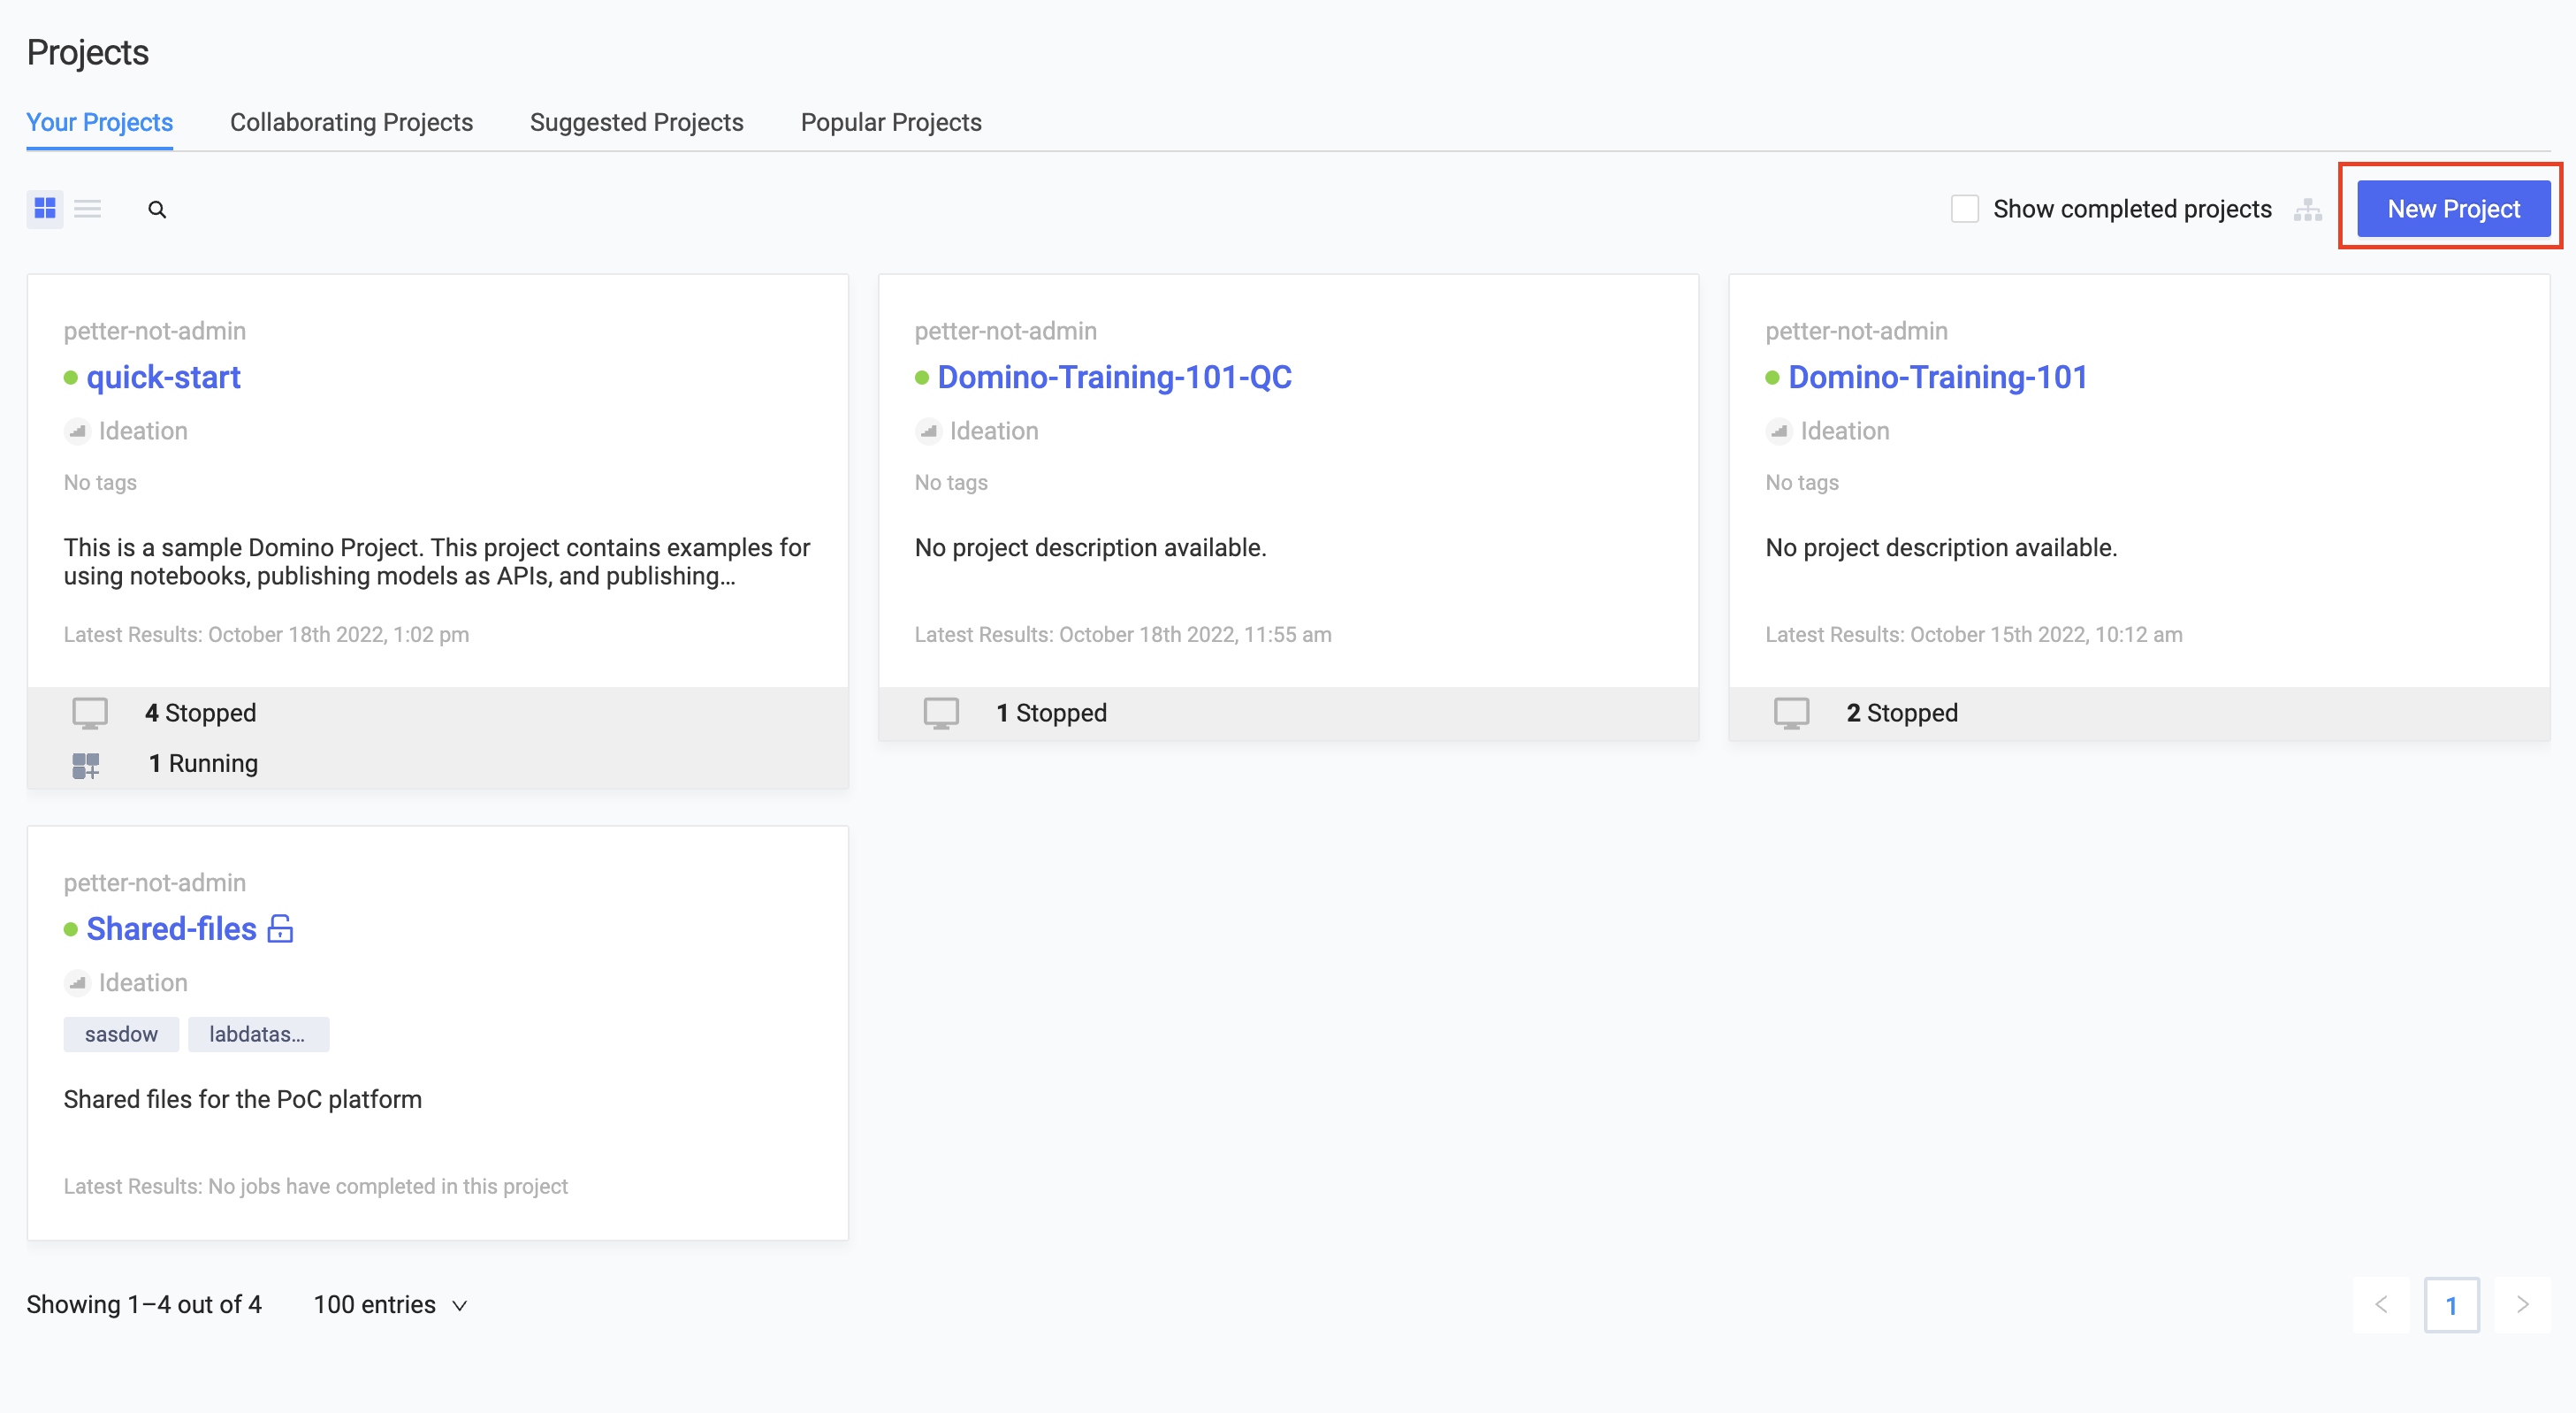 Projects
Your Projects
Collaborating Projects
Suggested Projects
Popular Projects
Show completed projects
New Project
petter-not-admin
quick-start
Ideation
No tags
This is a sample Domino Project. This project contains examples for
using notebooks, publishing models as APIs, and publishing...
Latest Results: October 18th 2022, 1:02 pm
4 Stopped
1 Running
petter-not-admin
Domino-Training-101-QC
Ideation
No tags
No project description available.
Latest Results: October 18th 2022, 11:55 am
1 Stopped
petter-not-admin
Domino-Training-101
Ideation
No tags
No project description available.
Latest Results: October 15th 2022, 10:12 am
2 Stopped
petter-not-admin
Shared-files
Ideation
sasdow
labdatas...
Shared files for the PoC platform
Latest Results: No jobs have completed in this project
Showing 1–4 out of 4
100 entries
1